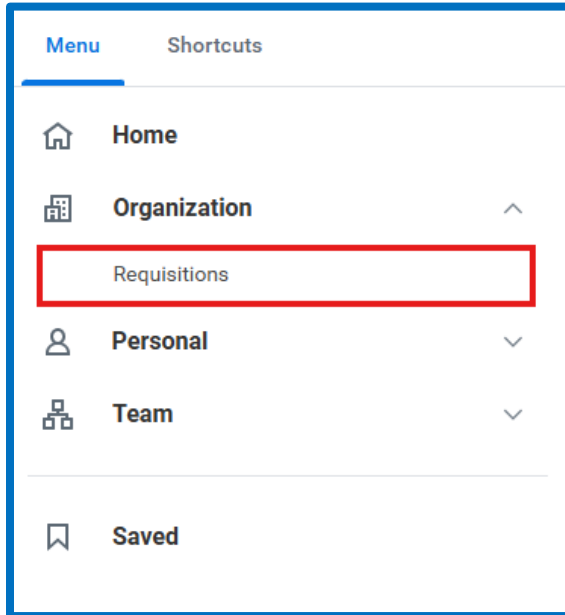 Menu Shortcuts
Home
Organization
Requisitions
Personal
Team
Saved